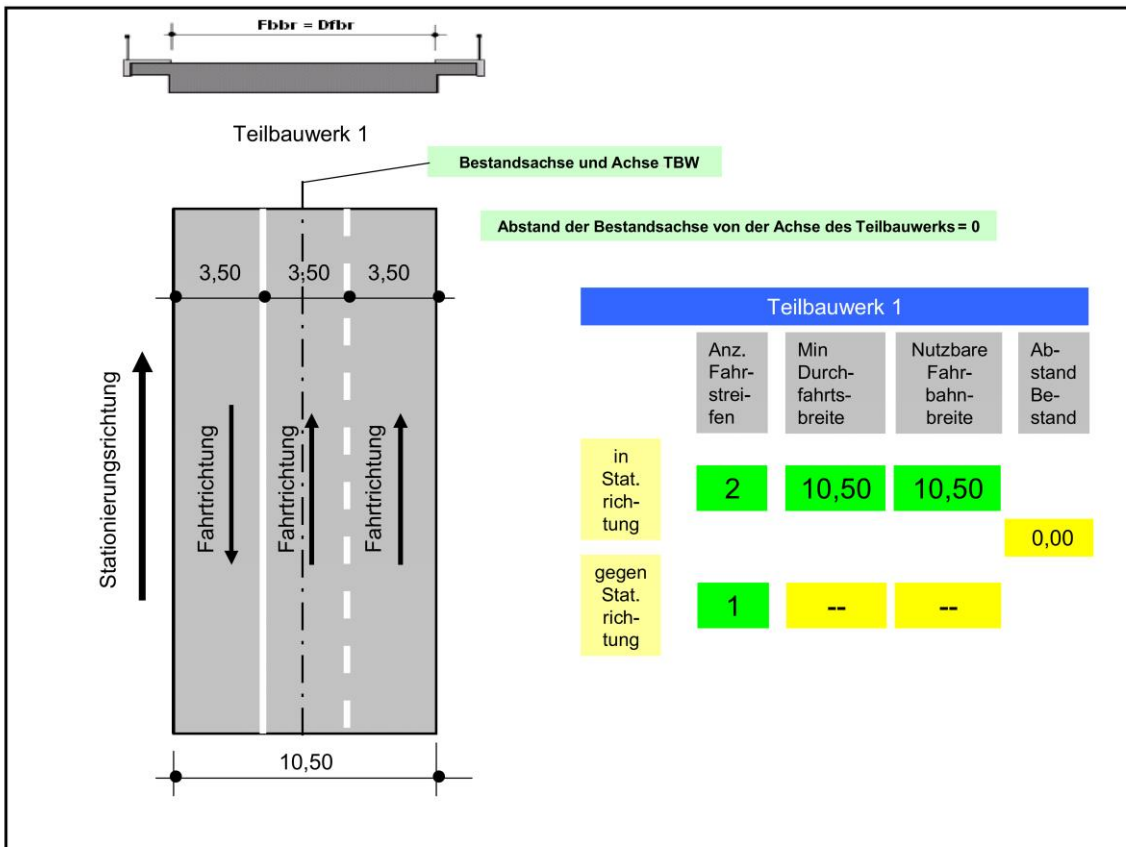 Fbbr = Dfbr
Teilbauwerk 1
Bestandsachse und Achse TBW
Abstand der Bestandsachse von der Achse des Teilbauwerks = 0
3,50
3,50
3,50
Stationierungsrichtung
Fahrtrichtung
Fahrtrichtung
Fahrtrichtung
10,50
Teilbauwerk 1
Anz.
Fahr-
strei-
fen
Min
Durch-
fahrts-
breite
Nutzbare
Fahr-
bahn-
breite
Ab-
stand
Be-
stand
in
Stat.
rich-
tung
2
10,50
10,50
0,00
gegen
Stat.
rich-
tung
1
--
--